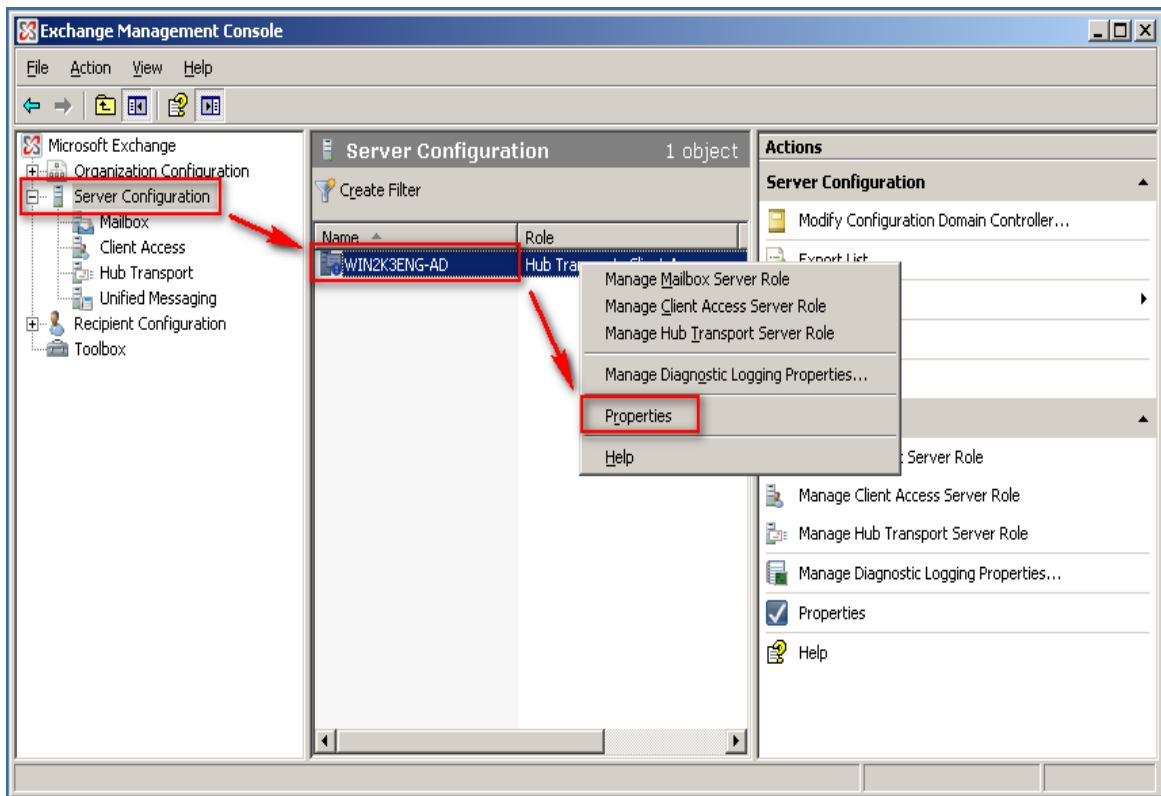 Exchange Management Console
File Action View Help
Microsoft Exchange
Organization Configuration
Server Configuration
Mailbox
Client Access
Hub Transport
Unified Messaging
Recipient Configuration
Toolbox
Server Configuration 1 object
Create Filter
Name Role
WIN2K3ENG-AD Hub
Manage Mailbox Server Role
Manage Client Access Server Role
Manage Hub Transport Server Role
Manage Diagnostic Logging Properties...
Properties
Help
Actions
Server Configuration
Modify Configuration Domain Controller...
Export List...
Server Role
Manage Client Access Server Role
Manage Hub Transport Server Role
Manage Diagnostic Logging Properties...
Properties
Help